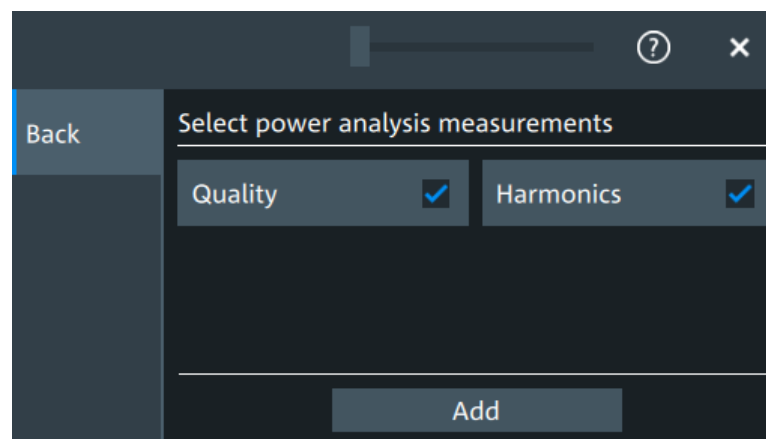 ?
Back
Select power analysis measurements
Quality
Harmonics
Add